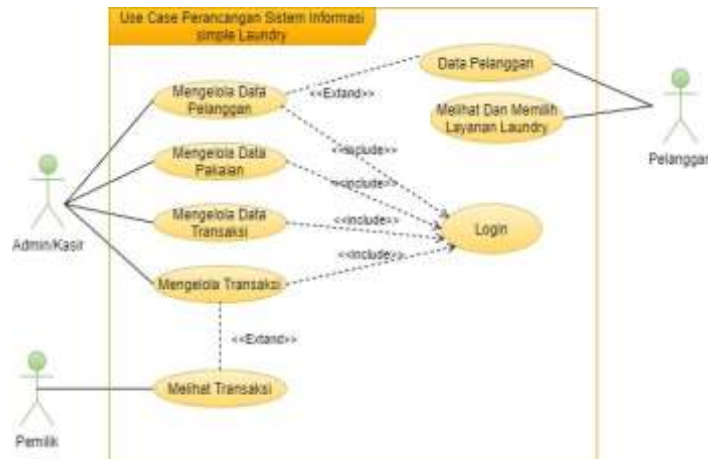 Use Case Perancangan Sistem Informasi
simple Laundry
Data Pelanggan
Mengelola Data
Pelanggan
<<Extand>>
Melihat Dan Memilih
Layanan Laundry
Pelanggan
Mengelola Data
Pakaian
<<Include>>
<<Include>>
Mengelola Data
Transaksi
<<Include>>
Login
Admin/Kasir
<<Include>>
Mengelola Transaksi
<<Extand>>
Melihat Transaksi
Pemilik